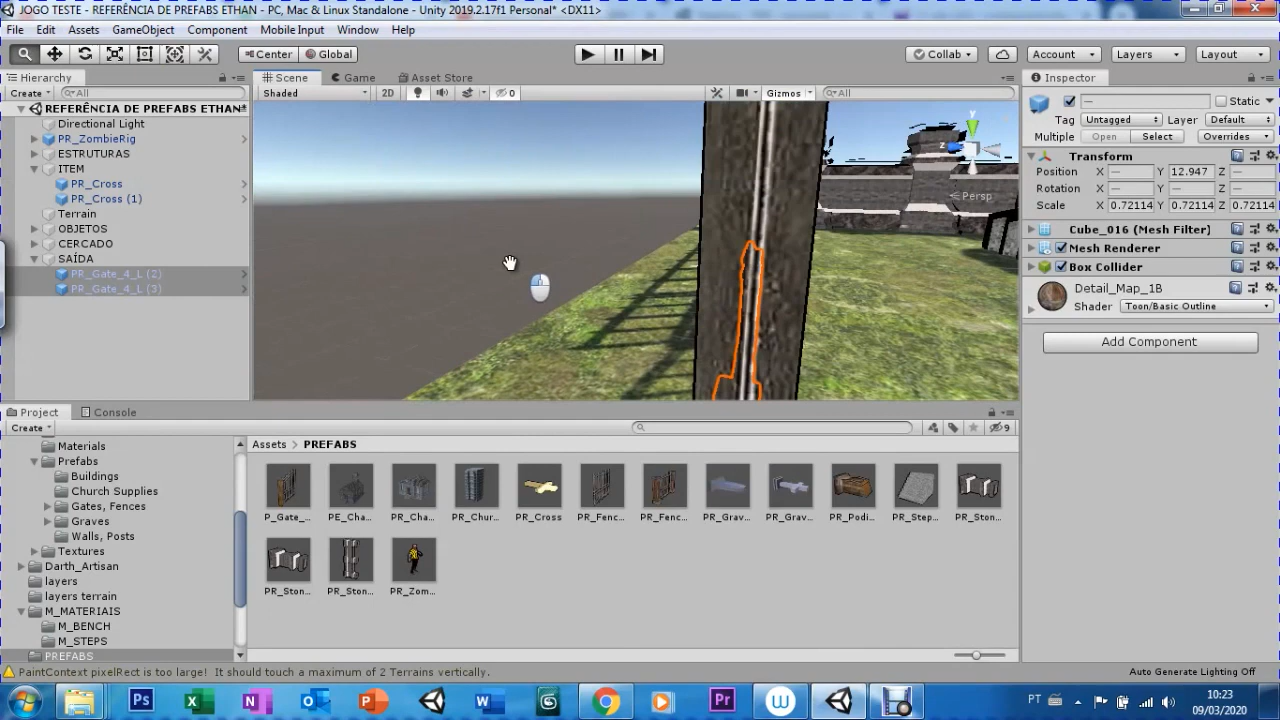 JOGO TESTE - REFERÊNCIA DE PREFABS ETHAN - PC, Mac & Linux Standalone - Unity 2019.2.17f1 Personal* <DX11>
File Edit Assets GameObject Component Mobile Input Window Help
Center Global Collab Account Layers Layout
Hierarchy Scene Game Asset Store Inspector
Create All Shaded 2D 0 Gizmos All Static
REFERÊNCIA DE PREFABS ETHAN*
Tag Untagged Layer Default
Directional Light
PR_ZombieRig
Multiple Open Select Overrides
ESTRUTURAS
Transform
ITEM
Position X — Y 12.947 Z —
PR_Cross
Rotation X — Y — Z —
PR_Cross (1)
Scale X 0.72114 Y 0.72114 Z 0.72114
Terrain
OBJETOS
Cube_016 (Mesh Filter)
CERCADO
Mesh Renderer
SAÍDA
Box Collider
PR_Gate_4_L (2)
PR_Gate_4_L (3)
Detail_Map_1B
Shader Toon/Basic Outline
Add Component
y
z
Persp
Project Console
Create 9
Assets > PREFABS
Materials
Prefabs
Buildings
Church Supplies
Gates, Fences
Graves
Walls, Posts
Textures
Darth_Artisan
layers
layers terrain
M_MATERIAIS
M_BENCH
M_STEPS
PREFABS
P_Gate_... PE_Cha... PR_Cha... PR_Chur... PR_Cross PR_Fenc... PR_Fenc... PR_Grav... PR_Grav... PR_Podi... PR_Step... PR_Ston...
PR_Ston... PR_Ston... PR_Zom...
PaintContext pixelRect is too large! It should touch a maximum of 2 Terrains vertically.
Auto Generate Lighting Off
Ps Pr W PT
10:23
09/03/2020